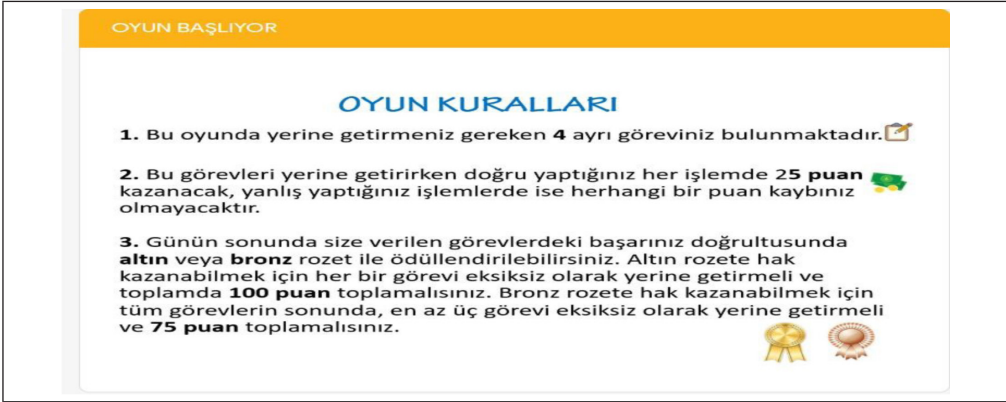 OYUN BAŞLIYOR
OYUN KURALLARI
1. Bu oyunda yerine getirmeniz gereken 4 ayrı göreviniz bulunmaktadır.
2. Bu görevleri yerine getirirken doğru yaptığınız her işlemde 25 puan
kazanacak, yanlış yaptığınız işlemlerde ise herhangi bir puan kaybınız
olmayacaktır.
3. Günün sonunda size verilen görevlerdeki başarınız doğrultusunda
altın veya bronz rozet ile ödüllendirilebilirsiniz. Altın rozete hak
kazanabilmek için her bir görevi eksiksiz olarak yerine getirmeli ve
toplamda 100 puan toplamalısınız. Bronz rozete hak kazanabilmek için
tüm görevlerin sonunda, en az üç görevi eksiksiz olarak yerine getirmeli
ve 75 puan toplamalısınız.